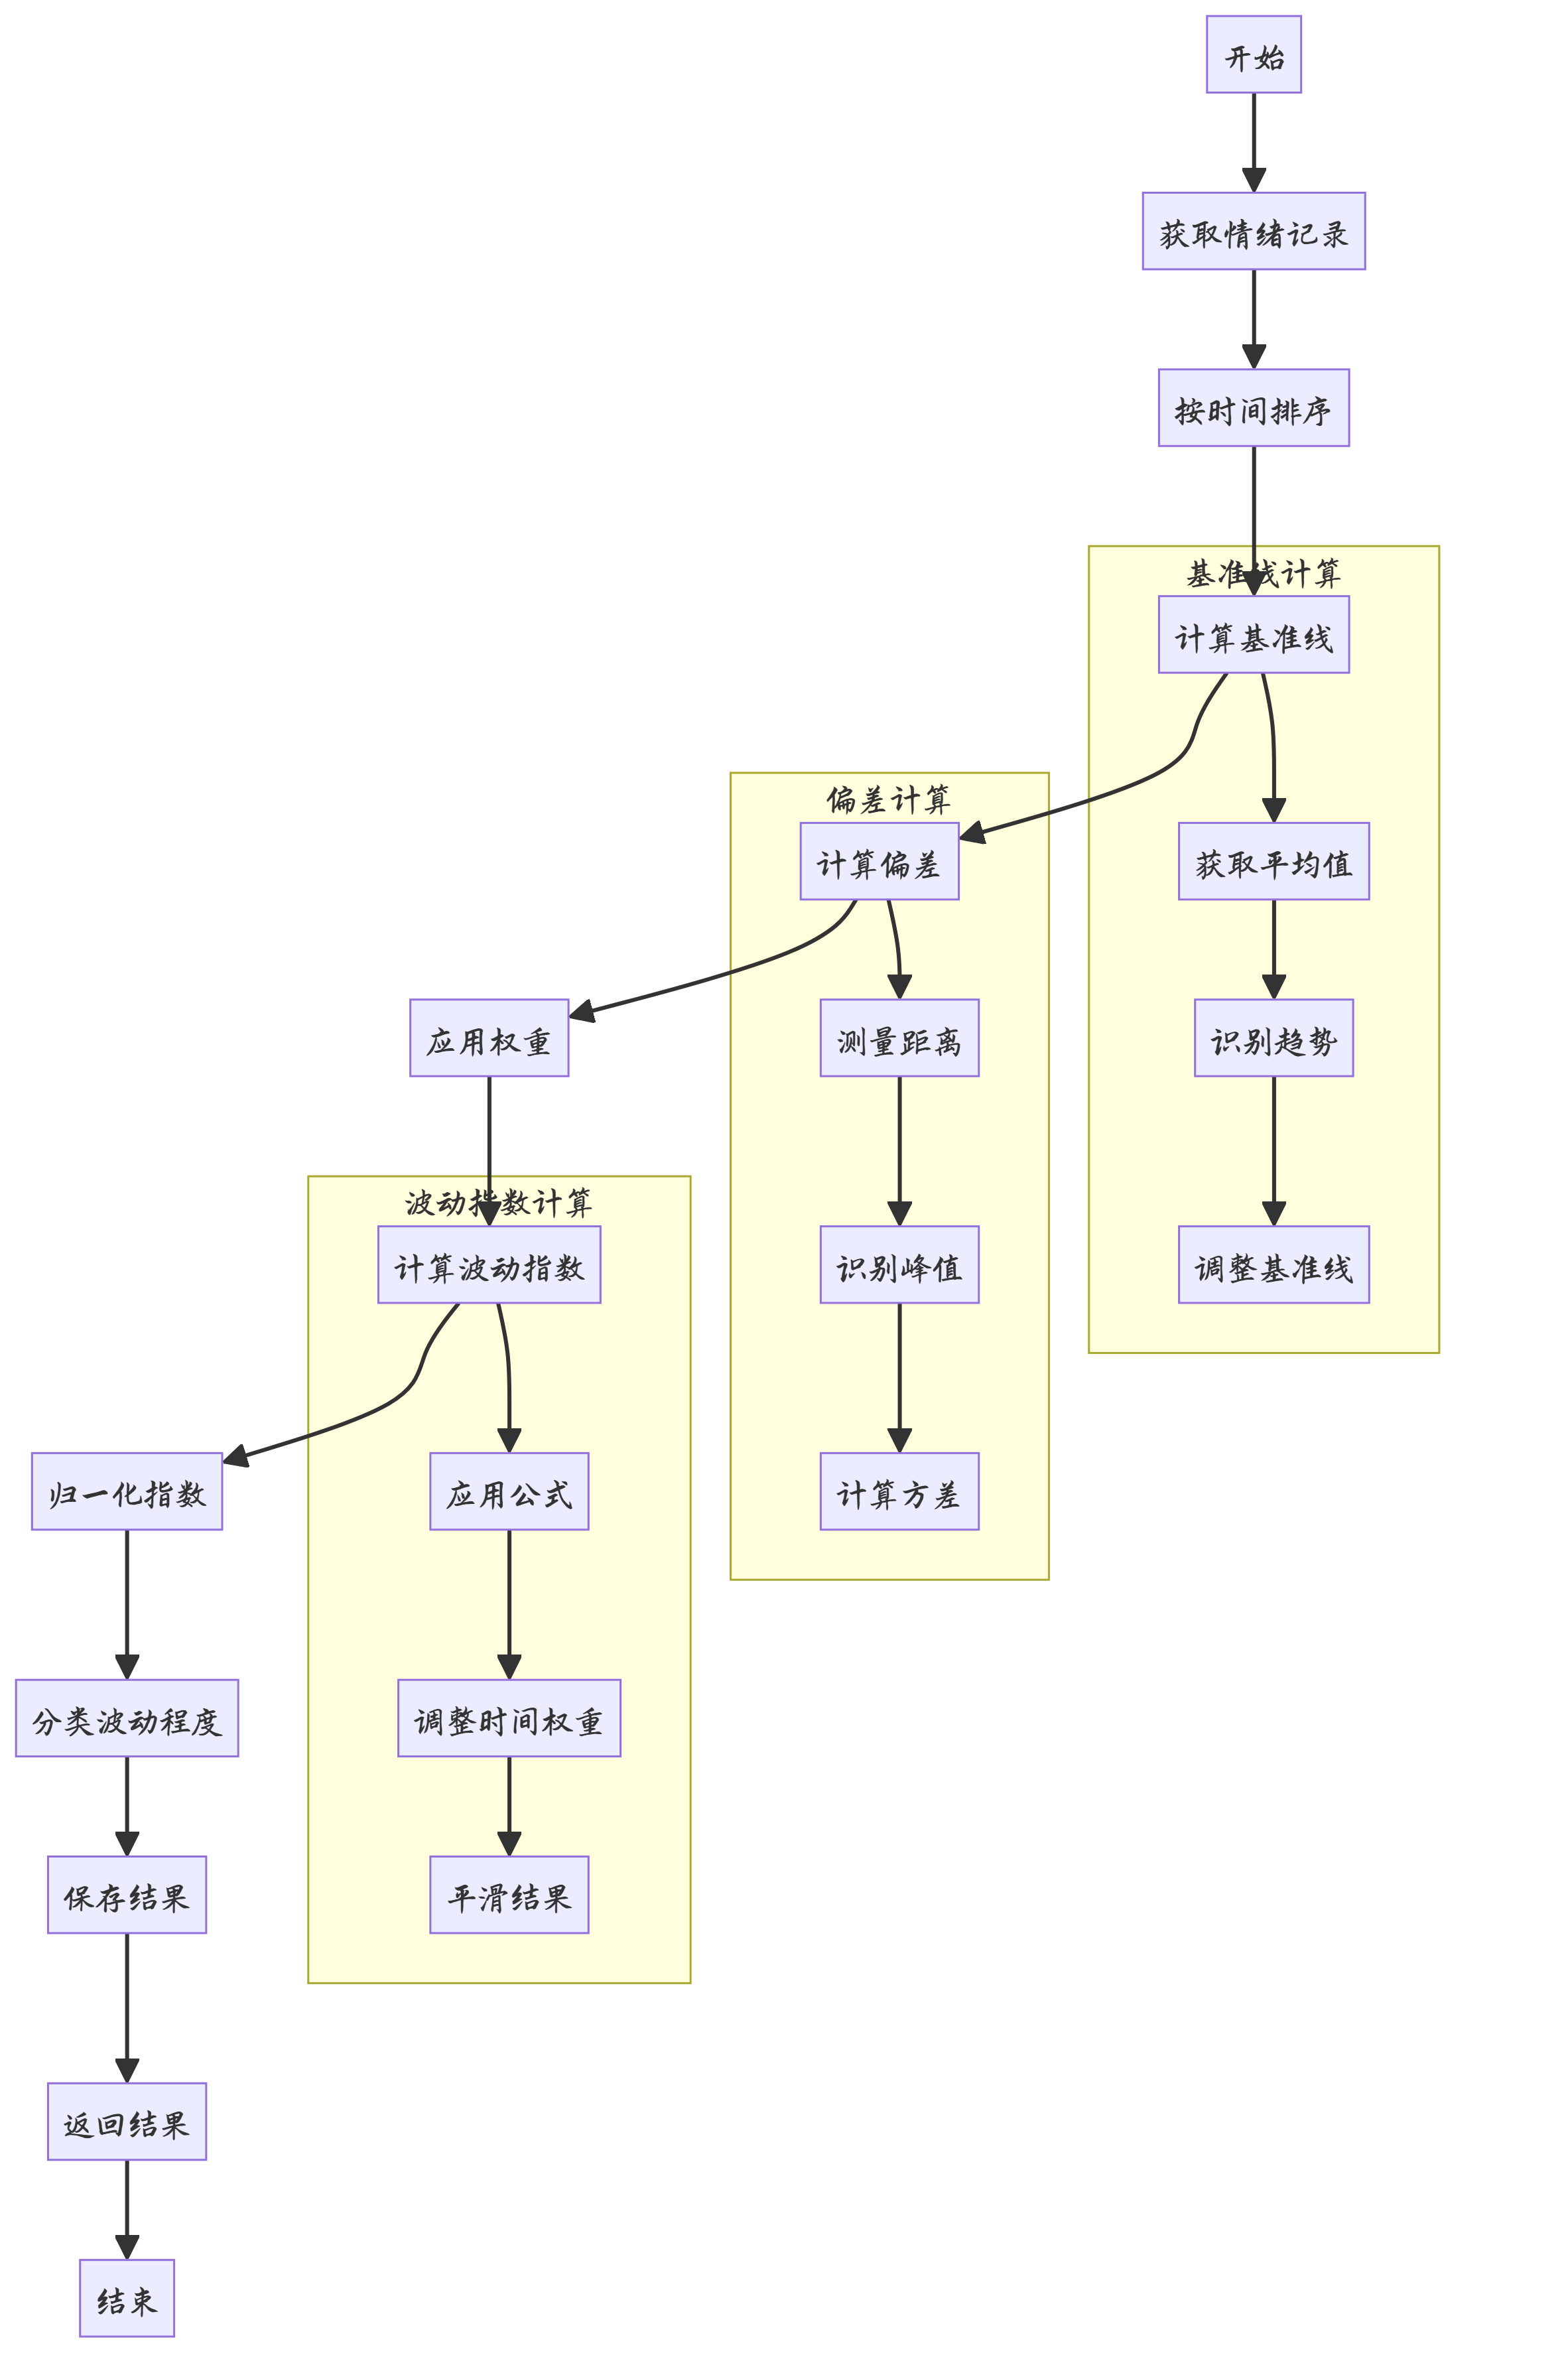 开始
获取情绪记录
按时间排序
基准线计算
计算基准线
偏差计算
计算偏差
获取平均值
应用权重
测量距离
识别趋势
波动指数计算
计算波动指数
识别峰值
调整基准线
归一化指数
应用公式
计算方差
分类波动程度
调整时间权重
保存结果
平滑结果
返回结果
结束